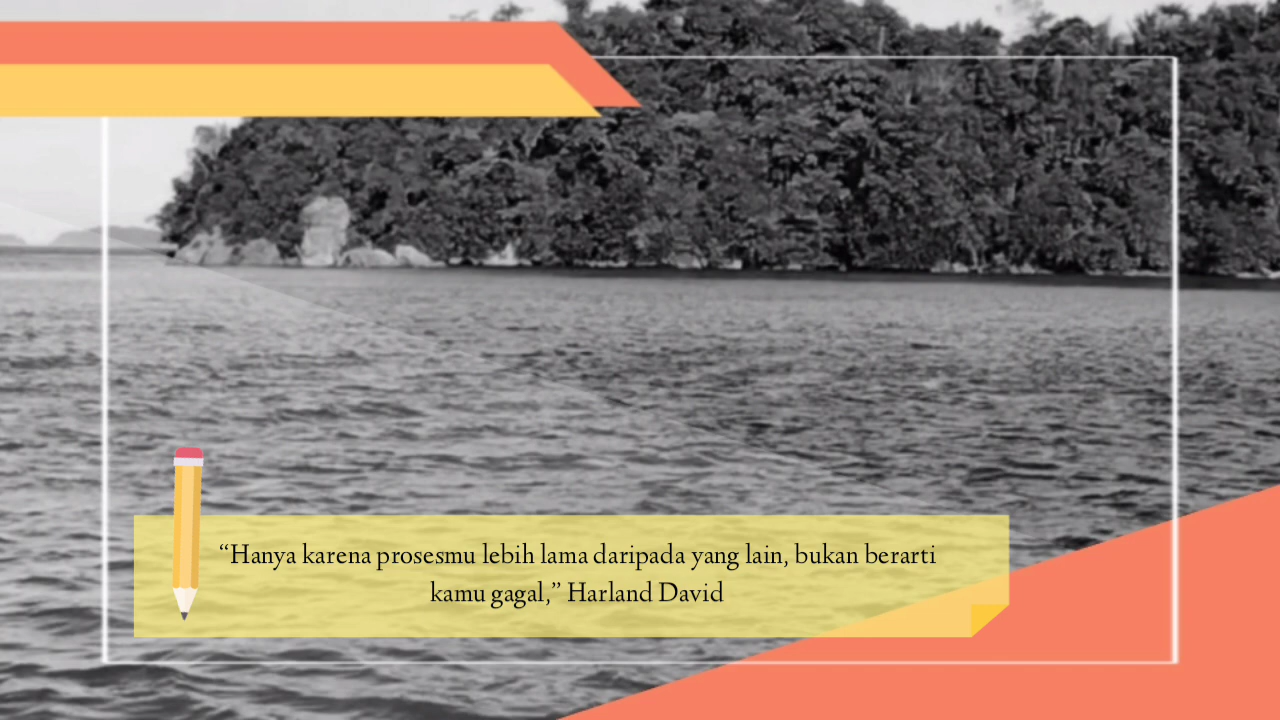 “Hanya karena prosesmu lebih lama daripada yang lain, bukan berarti
kamu gagal,” Harland David